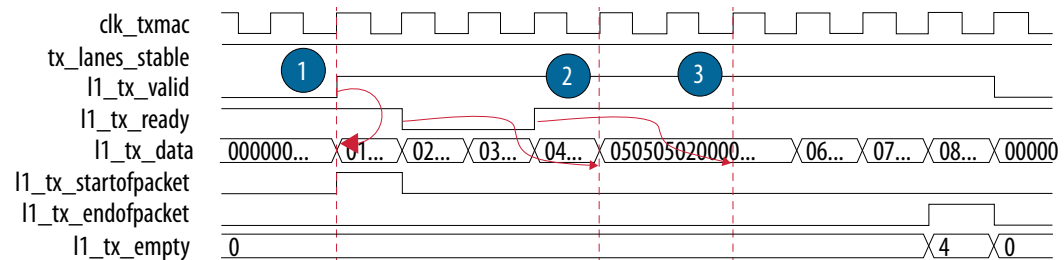 clk_txmac
tx_lanes_stable
1 2 3
l1_tx_valid
l1_tx_ready
l1_tx_data 000000... 01... 02... 03... 04... 050505020000... 06... 07... 08... 00000
l1_tx_startofpacket
l1_tx_endofpacket
l1_tx_empty 0 4 0